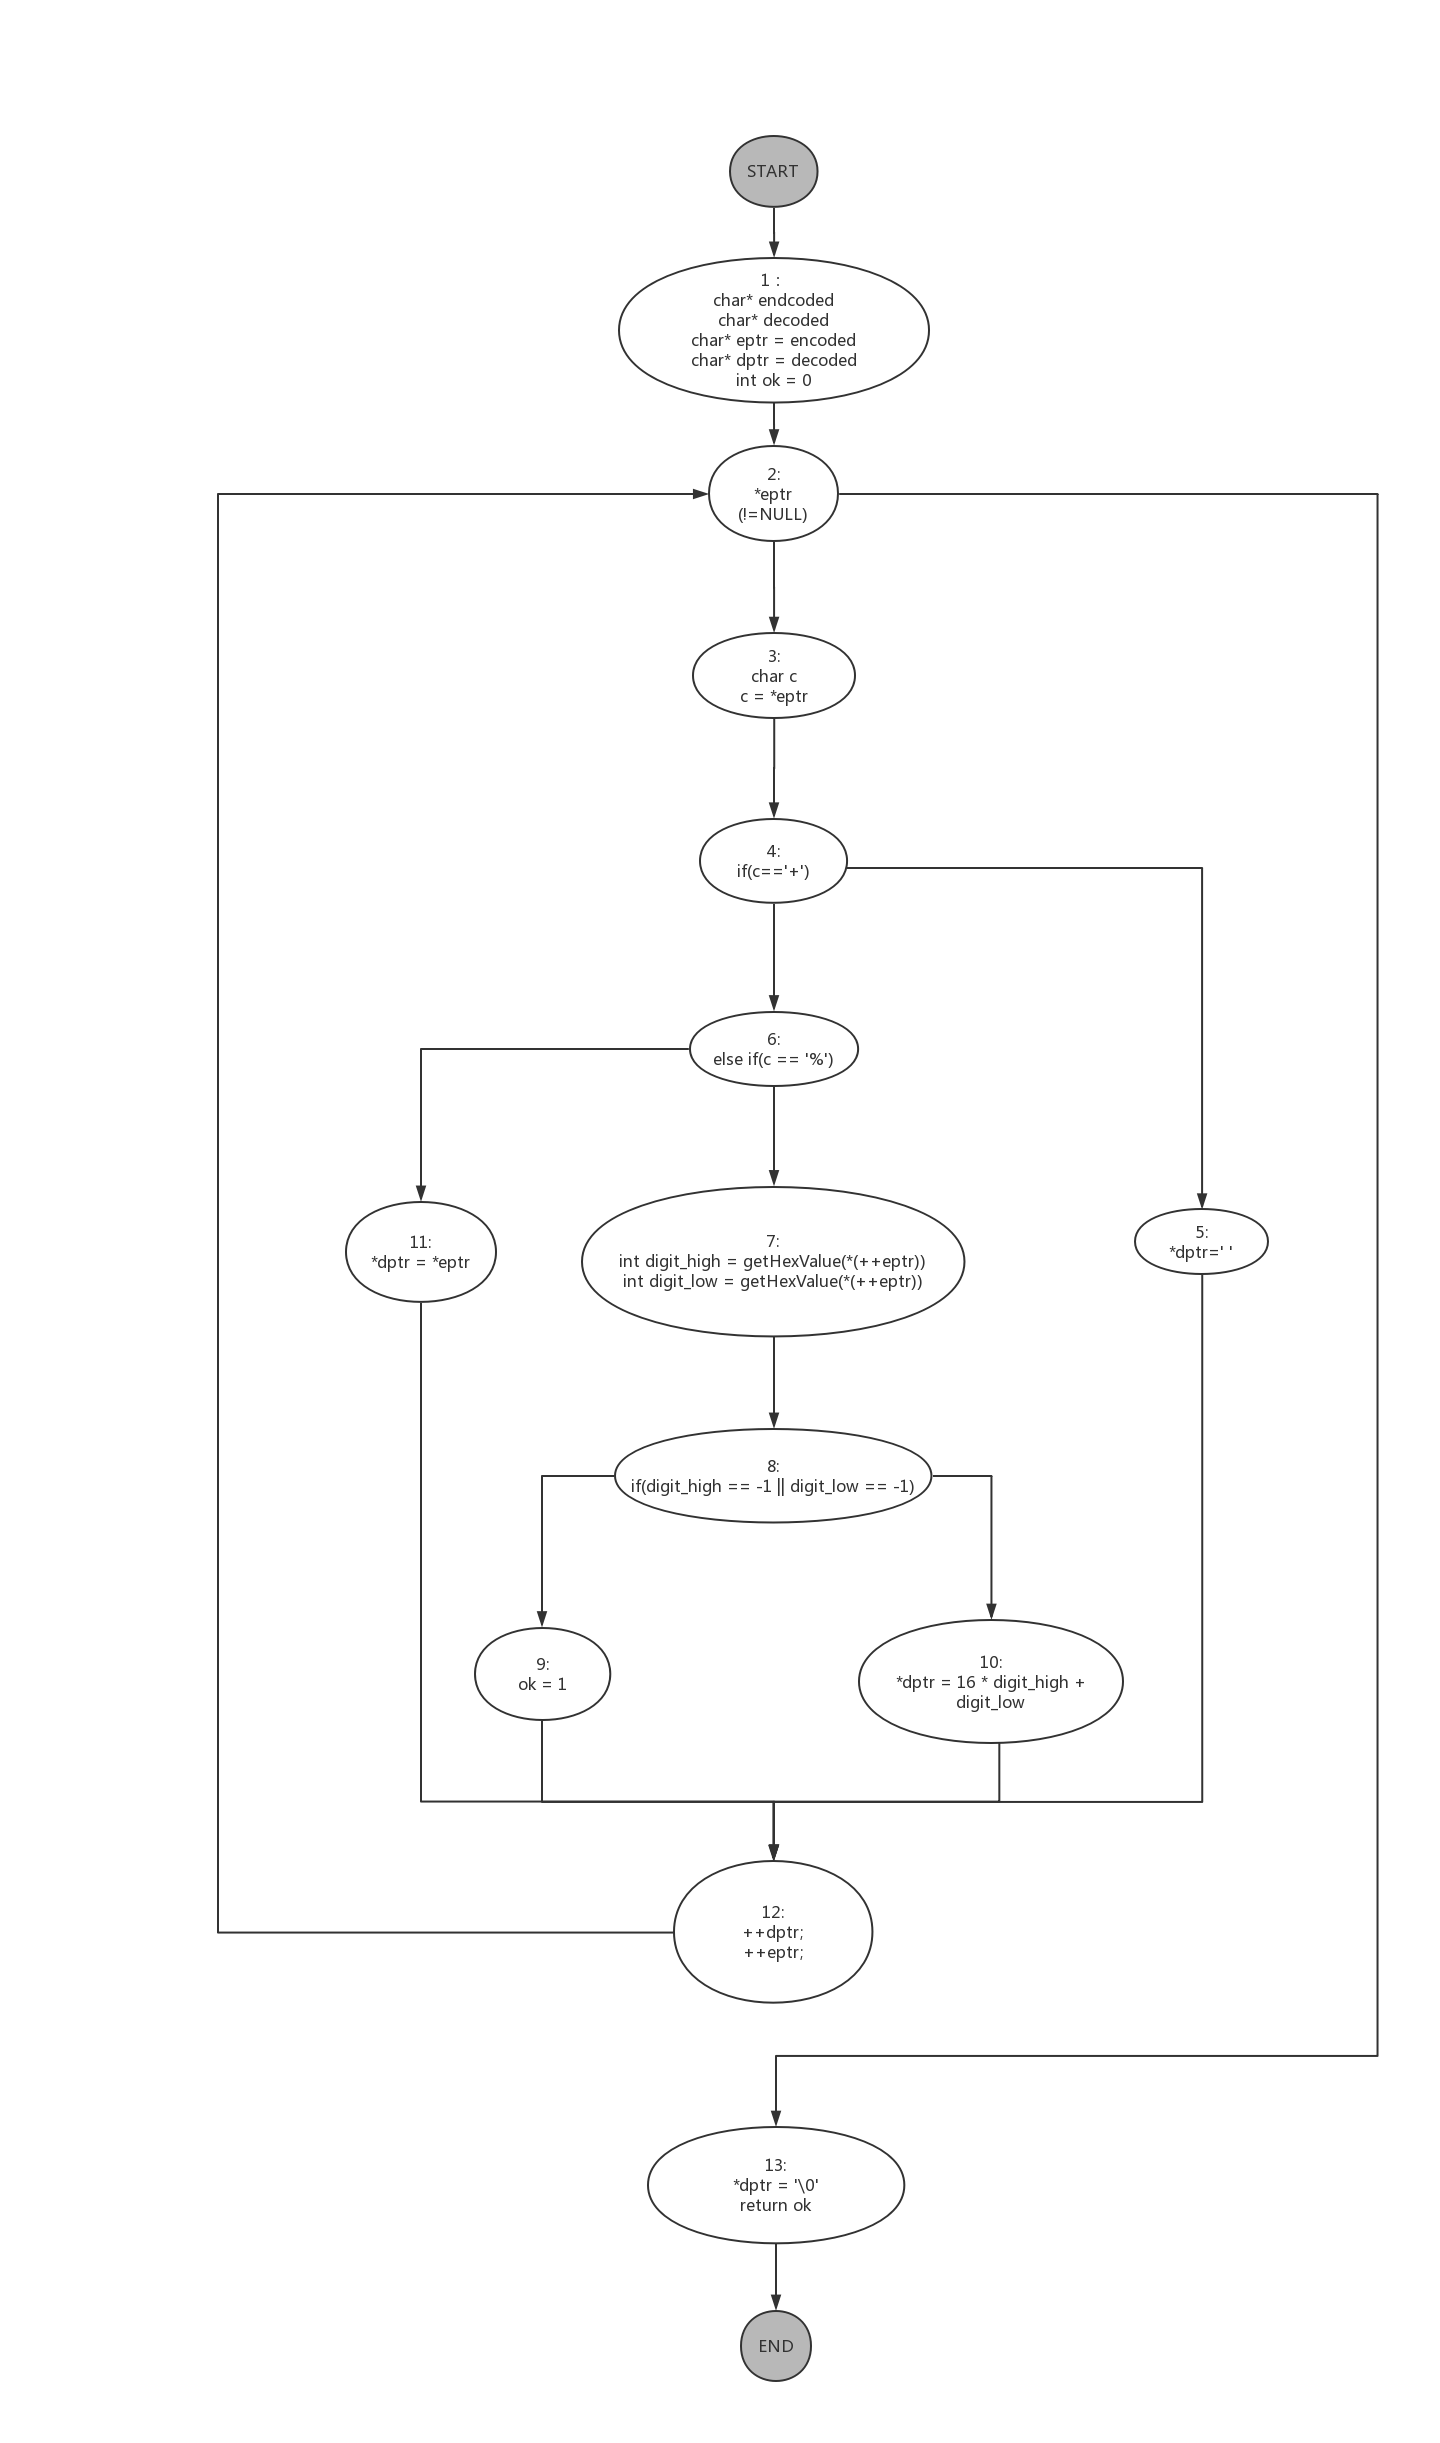 START
1 :
char* endcoded
char* decoded
char* eptr = encoded
char* dptr = decoded
int ok = 0
2:
*eptr
(!=NULL)
3:
char c
c = *eptr
4:
if(c=='+')
6:
else if(c == '%')
11:
*dptr = *eptr
7:
int digit_high = getHexValue(*(++eptr))
int digit_low = getHexValue(*(++eptr))
5:
*dptr=' '
8:
if(digit_high == -1 || digit_low == -1)
9:
ok = 1
10:
*dptr = 16 * digit_high +
digit_low
12:
++dptr;
++eptr;
13:
*dptr = '\0'
return ok
END